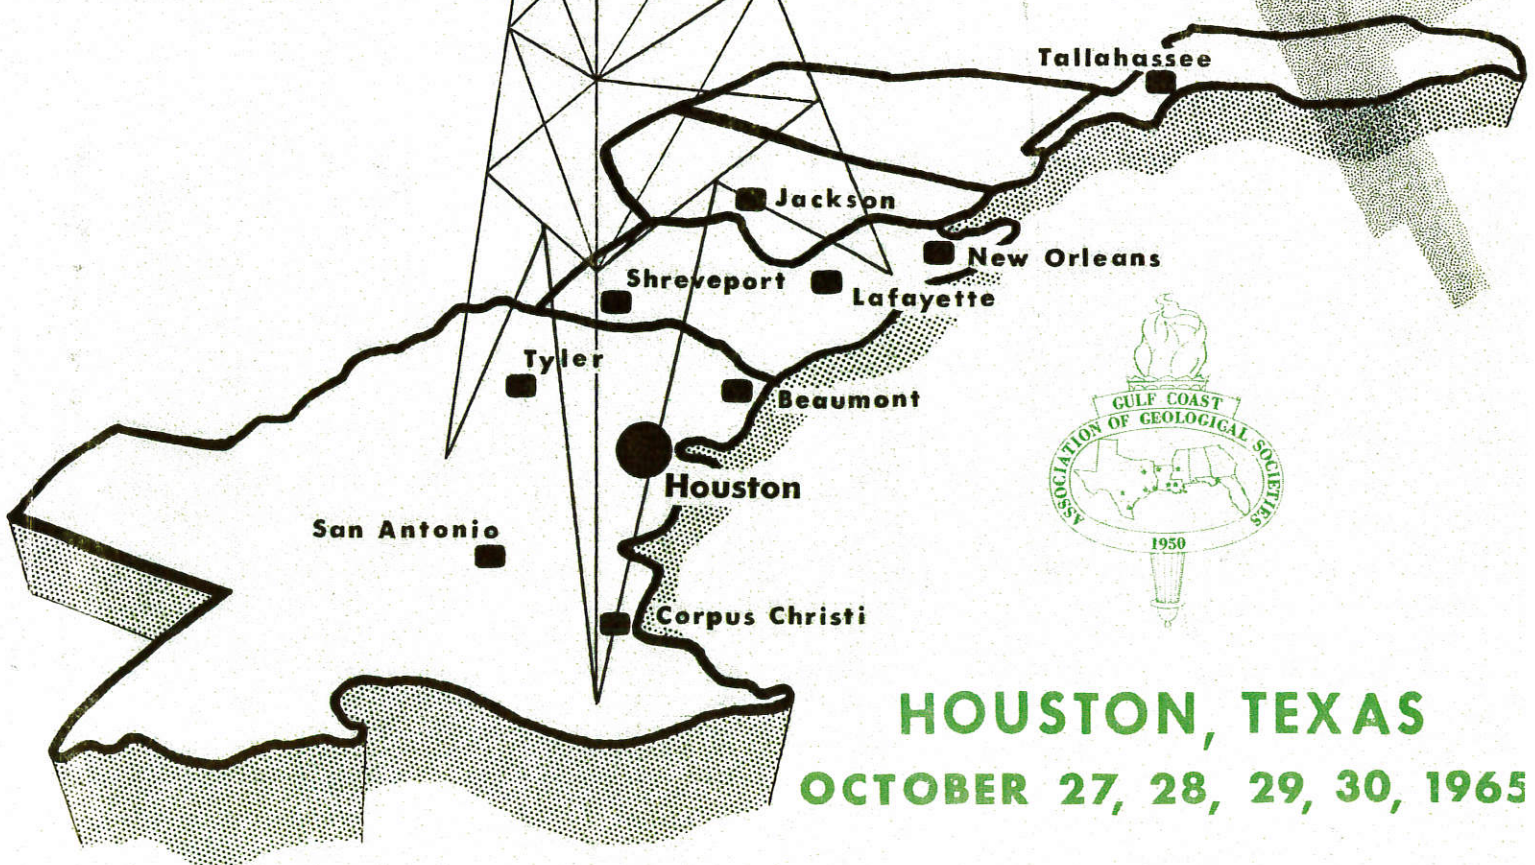 Tallahassee
Jackson
New Orleans
Shreveport
Lafayette
Tyler
Beaumont
GULF COAST
ASSOCIATION OF GEOLOGICAL SOCIETIES
1950
Houston
San Antonio
Corpus Christi
HOUSTON, TEXAS
OCTOBER 27, 28, 29, 30, 1965